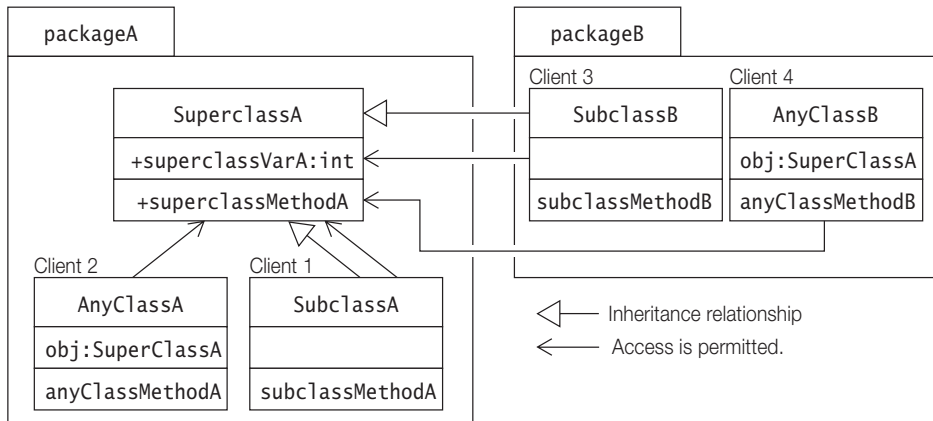 packageA
SuperclassA
+superclassVarA:int
+superclassMethodA
Client 2
AnyClassA
obj:SuperClassA
anyClassMethodA
Client 1
SubclassA
subclassMethodA
packageB
Client 3
SubclassB
subclassMethodB
Client 4
AnyClassB
obj:SuperClassA
anyClassMethodB
Inheritance relationship
Access is permitted.